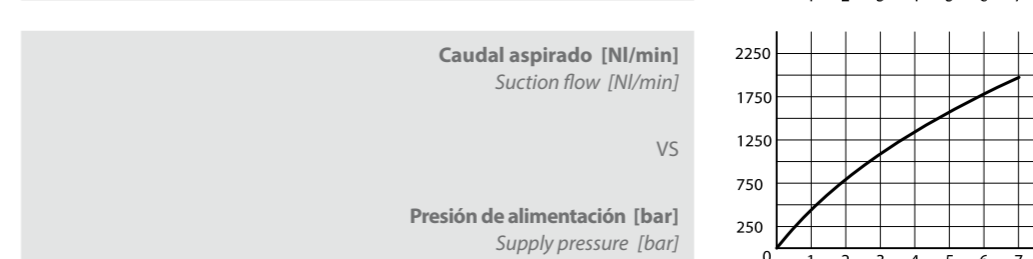 Caudal aspirado [Nl/min]
Suction flow [Nl/min]
VS
Presión de alimentación [bar]
Supply pressure [bar]
2250
1750
1250
750
250
0
1 2 3 4 5 6 7